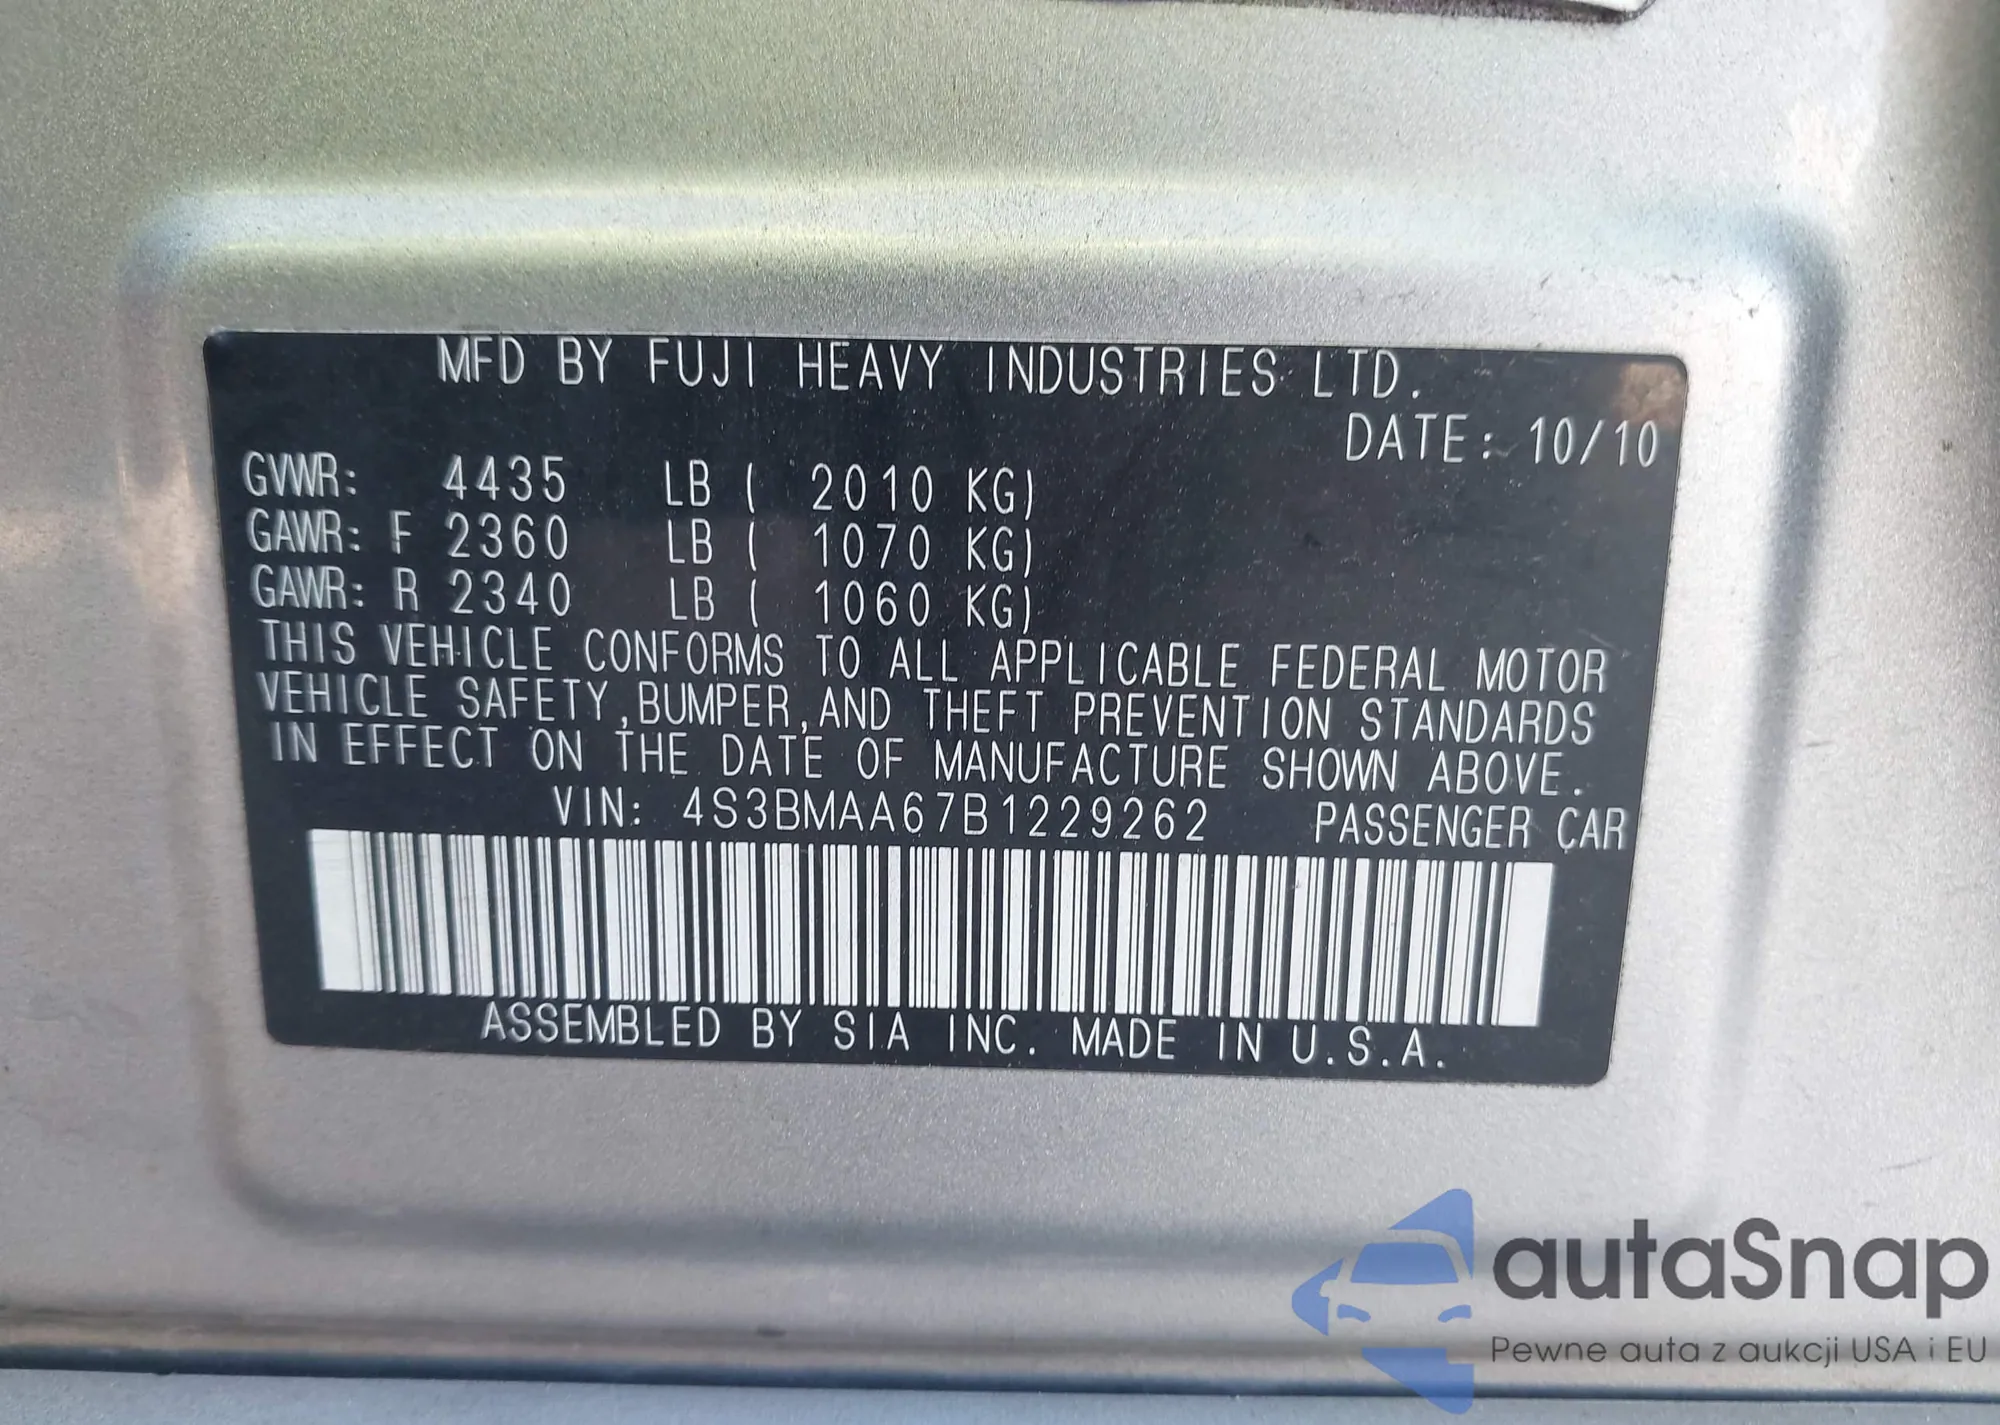 MFD BY FUJI HEAVY INDUSTRIES LTD.
DATE: 10/10
GVWR: 4435 LB ( 2010 KG)
GAWR: F 2360 LB ( 1070 KG)
GAWR: R 2340 LB ( 1060 KG)
THIS VEHICLE CONFORMS TO ALL APPLICABLE FEDERAL MOTOR
VEHICLE SAFETY,BUMPER,AND THEFT PREVENTION STANDARDS
IN EFFECT ON THE DATE OF MANUFACTURE SHOWN ABOVE.
VIN: 4S3BMAA67B1229262 PASSENGER CAR
ASSEMBLED BY SIA INC. MADE IN U.S.A.
autaSnap
Pewne auta z aukcji USA i EU